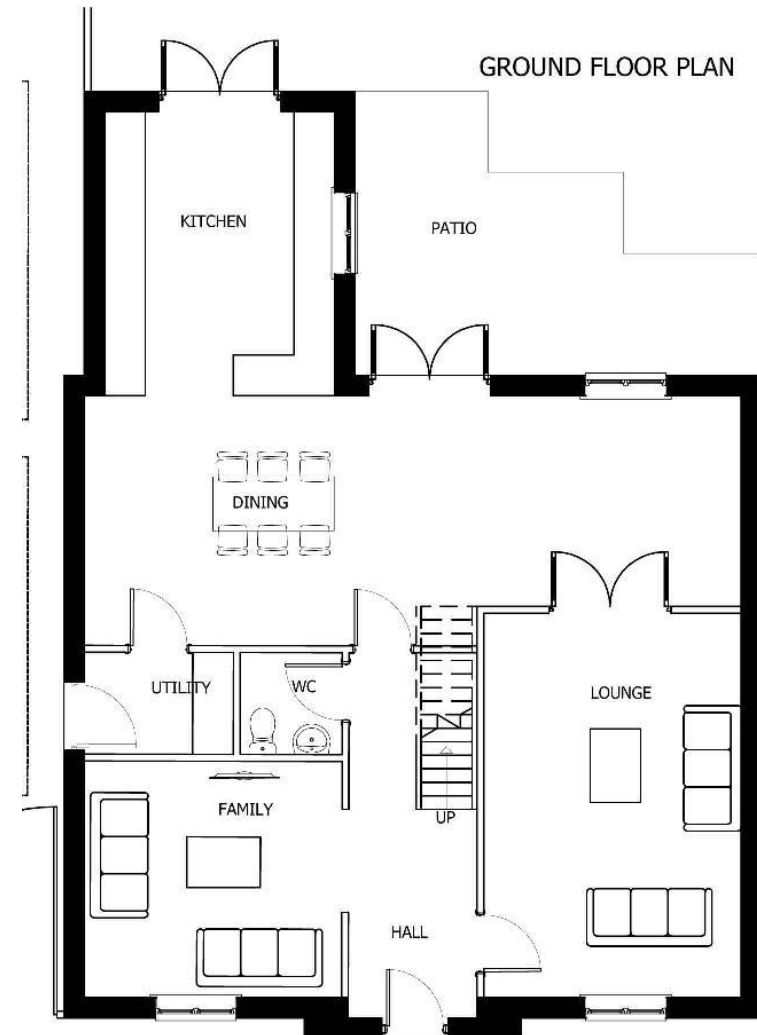 GROUND FLOOR PLAN
KITCHEN
PATIO
DINING
UTILITY
WC
LOUNGE
FAMILY
UP
HALL